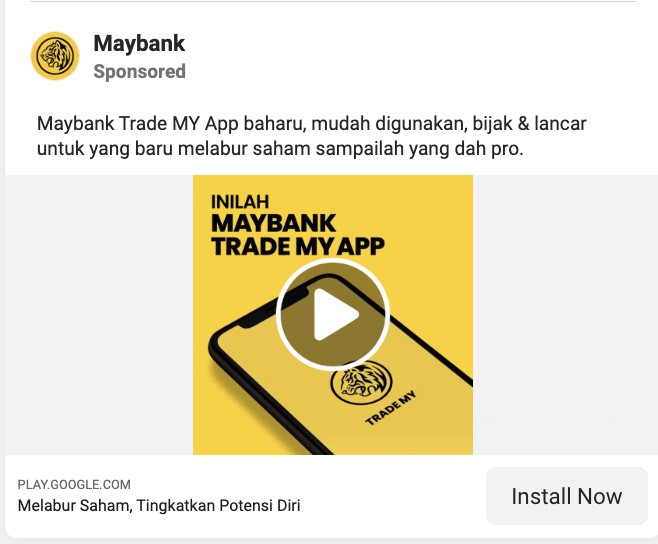 Maybank
Sponsored
Maybank Trade MY App baharu, mudah digunakan, bijak & lancar
untuk yang baru melabur saham sampailah yang dah pro.
INILAH
MAYBANK
TRADE MY APP
TRADE MY
PLAY.GOOGLE.COM
Melabur Saham, Tingkatkan Potensi Diri
Install Now